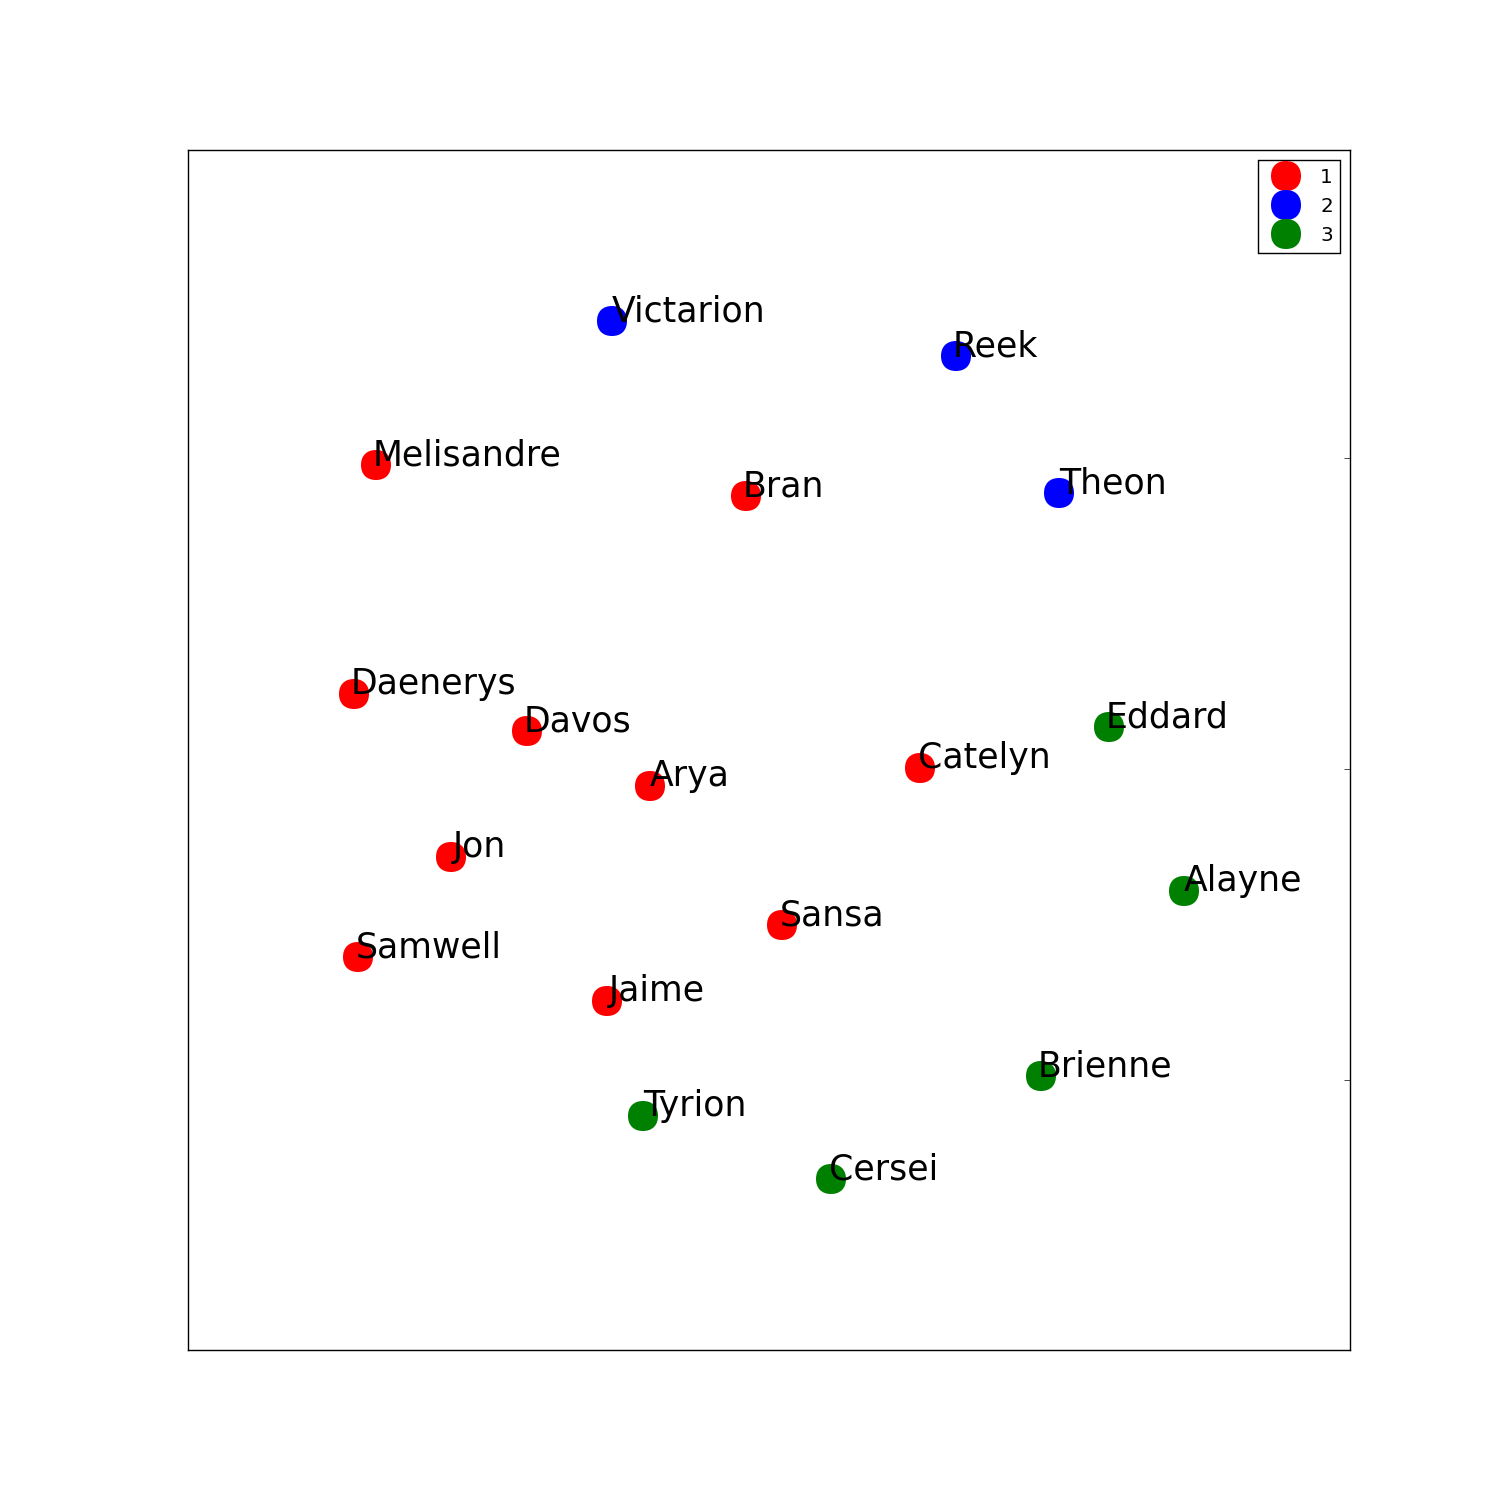 1
2
3
Victarion
Reek
Melisandre
Bran
Theon
Daenerys
Davos
Eddard
Catelyn
Arya
Jon
Alayne
Sansa
Samwell
Jaime
Brienne
Tyrion
Cersei